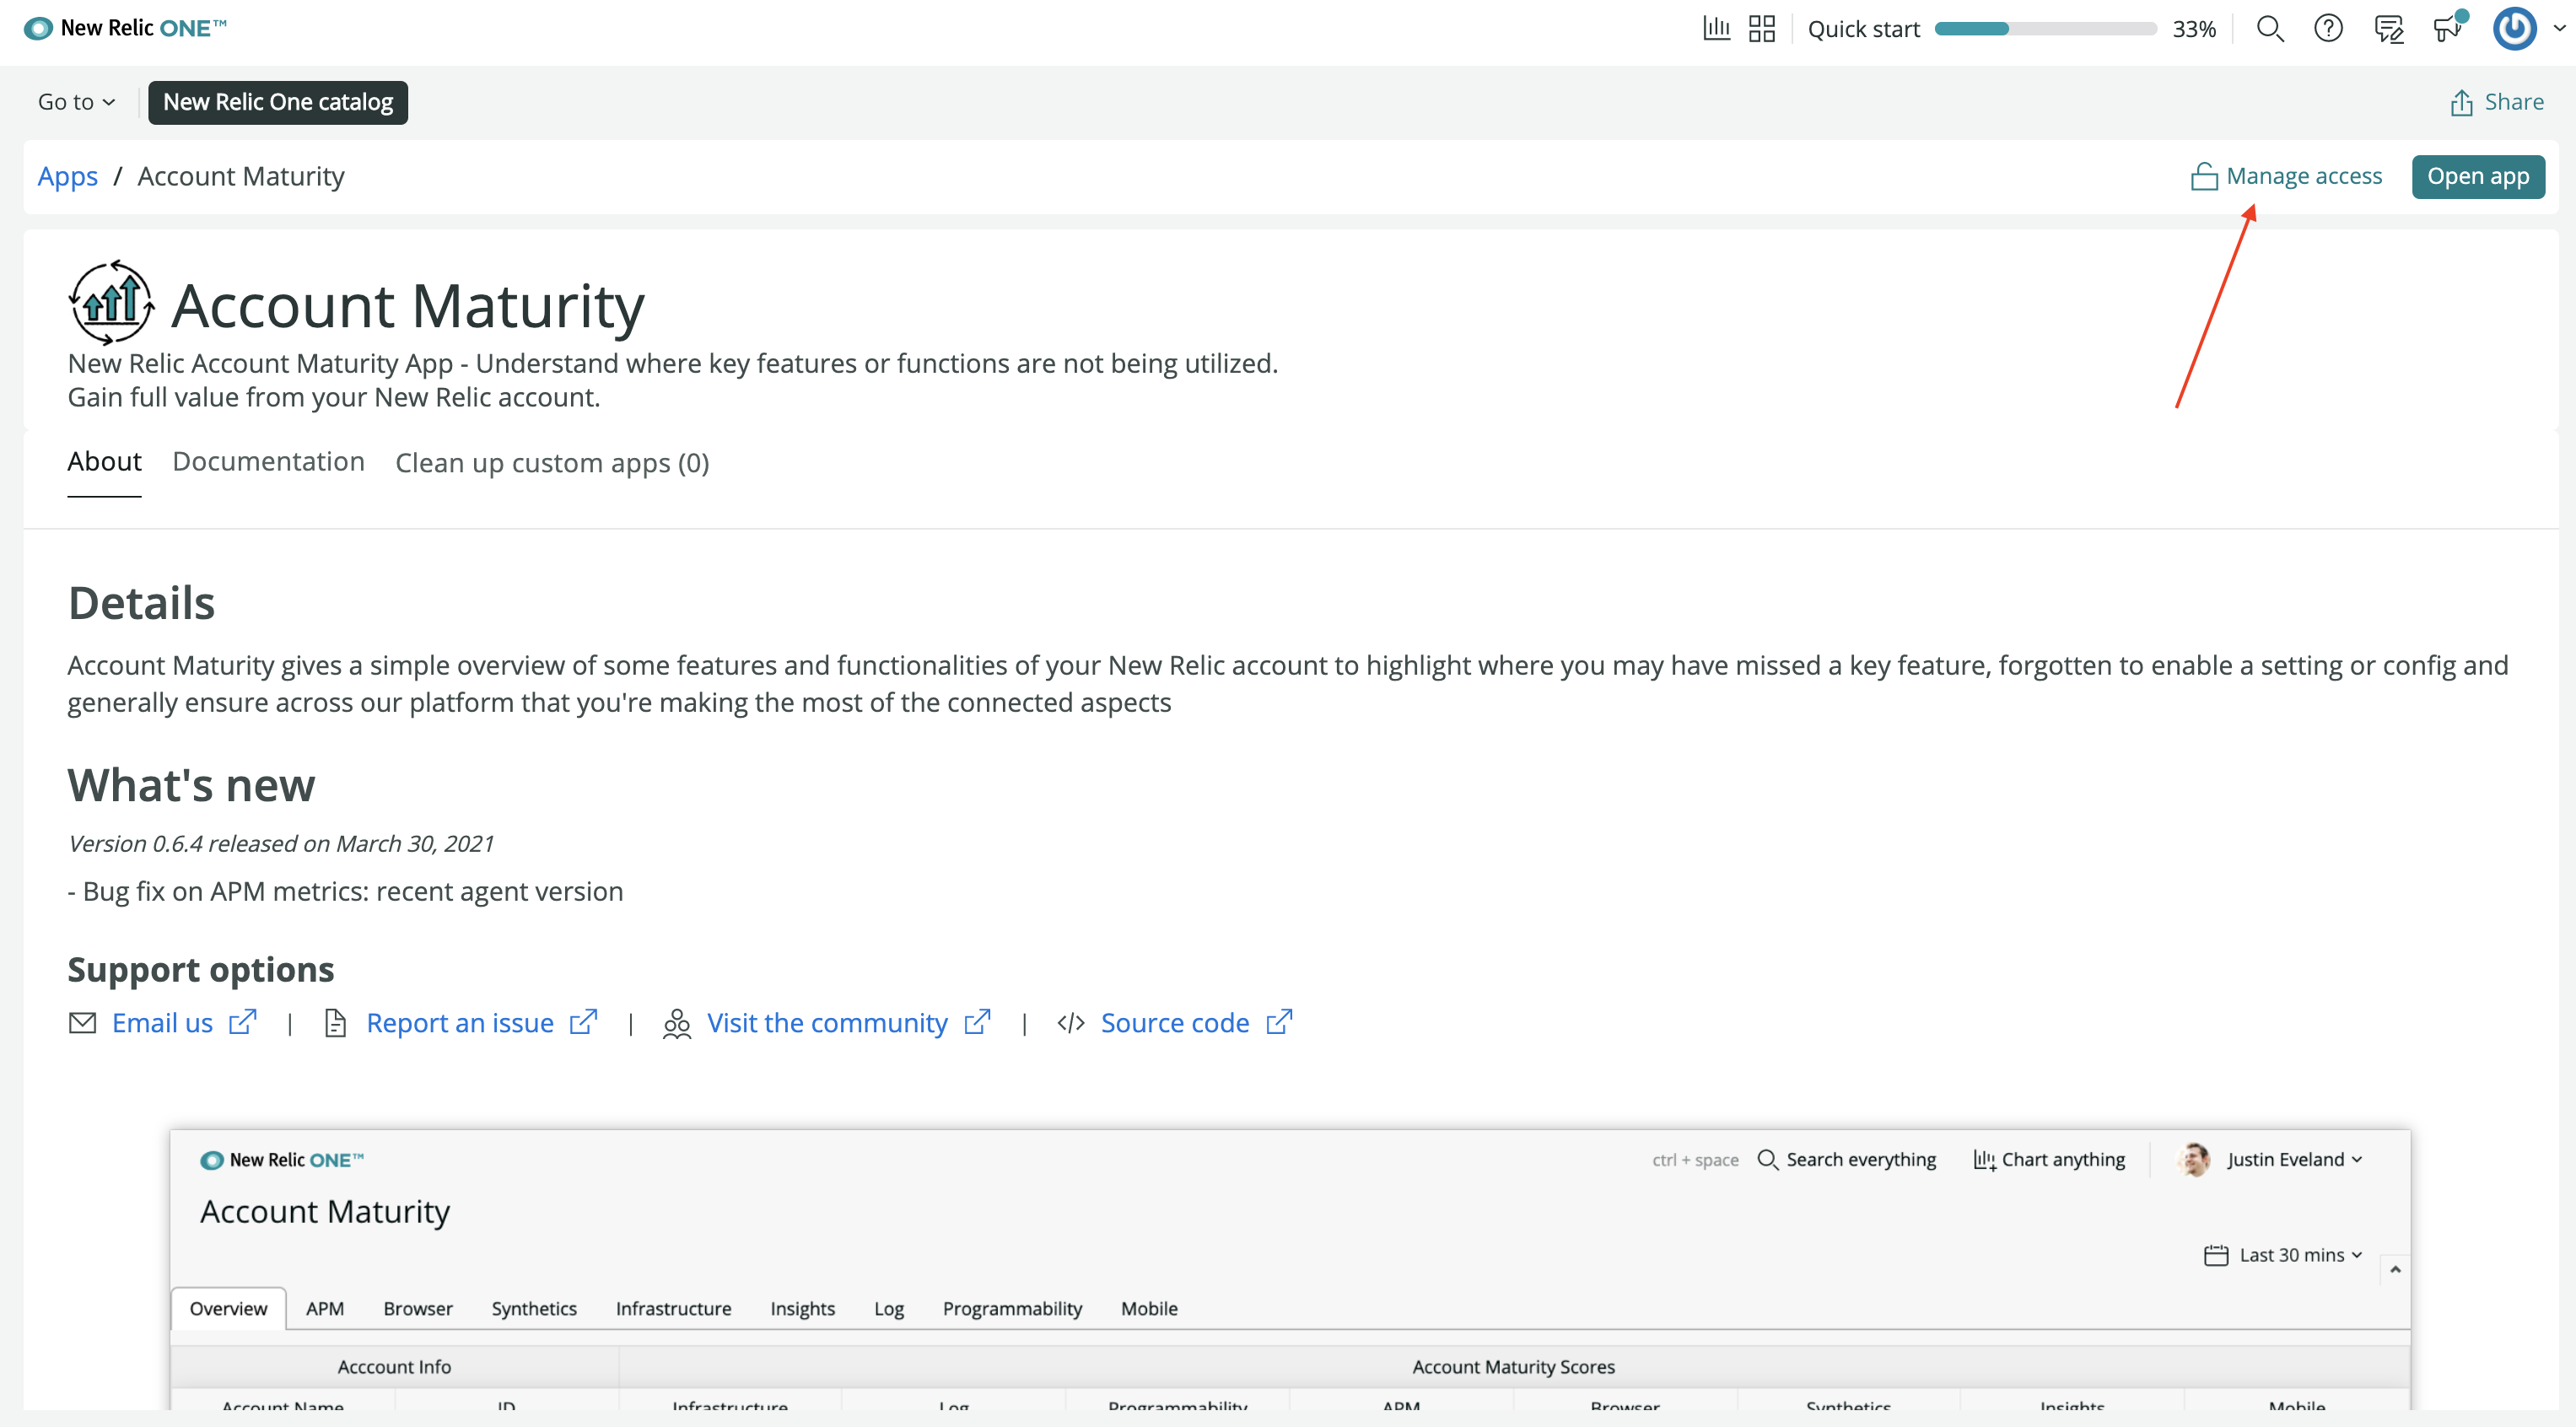 New Relic ONE™
Quick start 33%
Go to New Relic One catalog Share
Apps / Account Maturity Manage access Open app
Account Maturity
New Relic Account Maturity App - Understand where key features or functions are not being utilized.
Gain full value from your New Relic account.
About Documentation Clean up custom apps (0)
Details
Account Maturity gives a simple overview of some features and functionalities of your New Relic account to highlight where you may have missed a key feature, forgotten to enable a setting or config and
generally ensure across our platform that you're making the most of the connected aspects
What's new
Version 0.6.4 released on March 30, 2021
- Bug fix on APM metrics: recent agent version
Support options
Email us | Report an issue | Visit the community | </> Source code
New Relic ONE™ ctrl + space Search everything Chart anything Justin Eveland
Account Maturity
Last 30 mins
Overview APM Browser Synthetics Infrastructure Insights Log Programmability Mobile
Acccount Info Account Maturity Scores
Account Name ID Infrastructure Log Programmability APM Browser Synthetics Insights Mobile